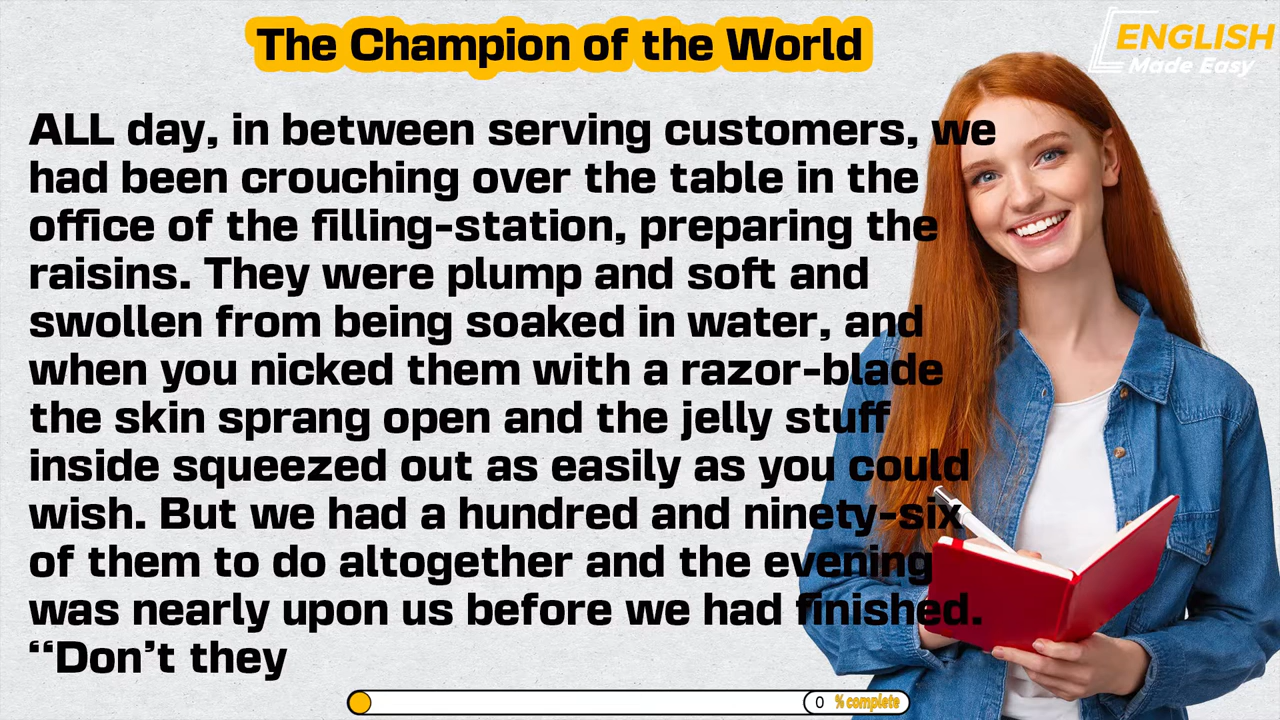 The Champion of the World
ENGLISH
Made Easy
ALL day, in between serving customers, we
had been crouching over the table in the
office of the filling-station, preparing the
raisins. They were plump and soft and
swollen from being soaked in water, and
when you nicked them with a razor-blade
the skin sprang open and the jelly stuff
inside squeezed out as easily as you could
wish. But we had a hundred and ninety-six
of them to do altogether and the evening
was nearly upon us before we had finished.
“Don’t they
0 % complete